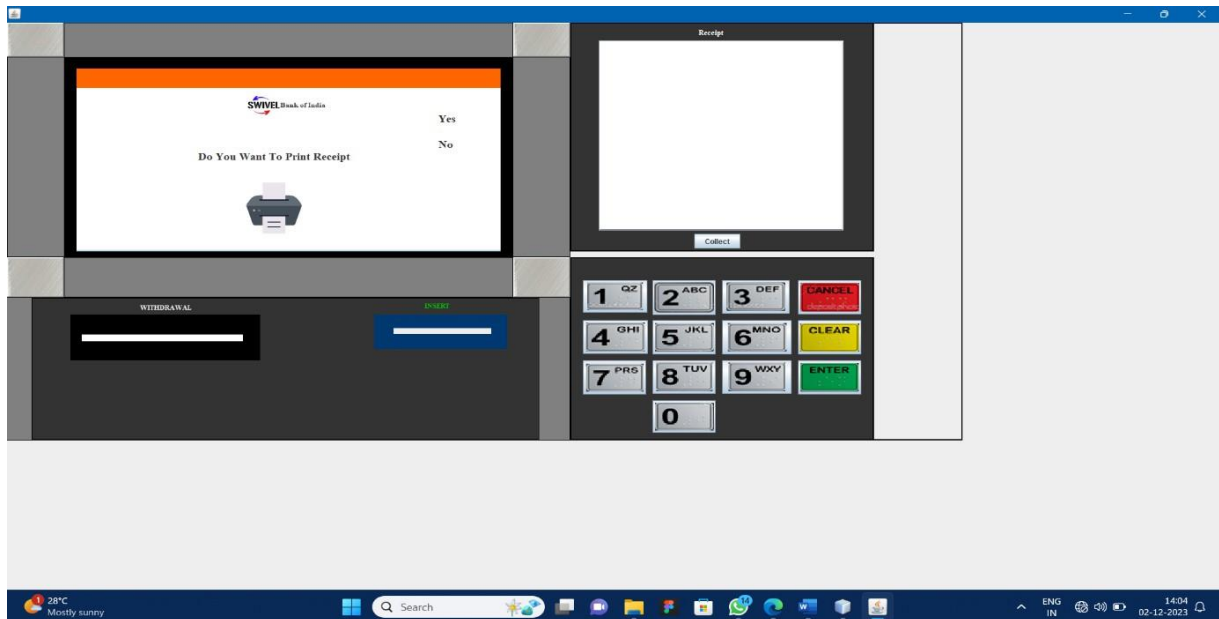 Receipt
SWIVEL Bank of India
Yes
No
Do You Want To Print Receipt
Collect
WITHDRAWAL
INSERT
1 QZ
2 ABC
3 DEF
CANCEL
4 GHI
5 JKL
6 MNO
CLEAR
7 PRS
8 TUV
9 WXY
ENTER
0
1
28°C
Mostly sunny
Search
14
ENG
IN
14:04
02-12-2023